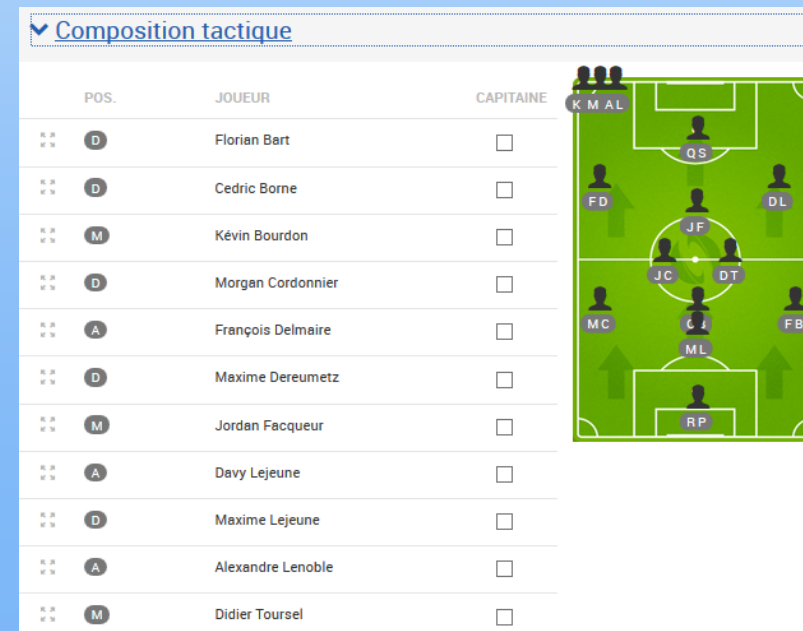 Composition tactique
POS. JOUEUR CAPITAINE
D Florian Bart
D Cedric Borne
M Kévin Bourdon
D Morgan Cordonnier
A François Delmaire
D Maxime Dereumetz
M Jordan Facqueur
A Davy Lejeune
D Maxime Lejeune
A Alexandre Lenoble
M Didier Toursel
K M AL
QS
FD DL
JF
JC DT
MC FB
ML
RP